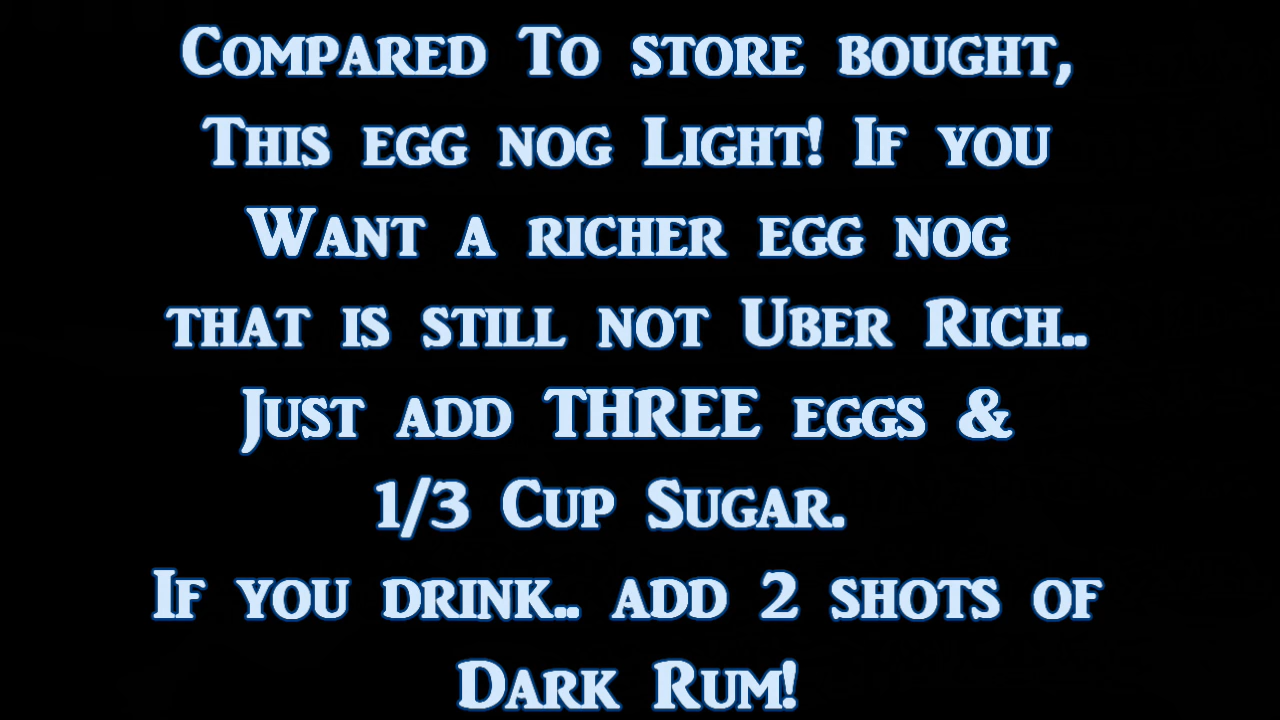 Compared To store bought,
This egg nog Light! If you
Want a richer egg nog
that is still not Uber Rich..
Just add THREE eggs &
1/3 Cup Sugar.
If you drink.. add 2 shots of
Dark Rum!